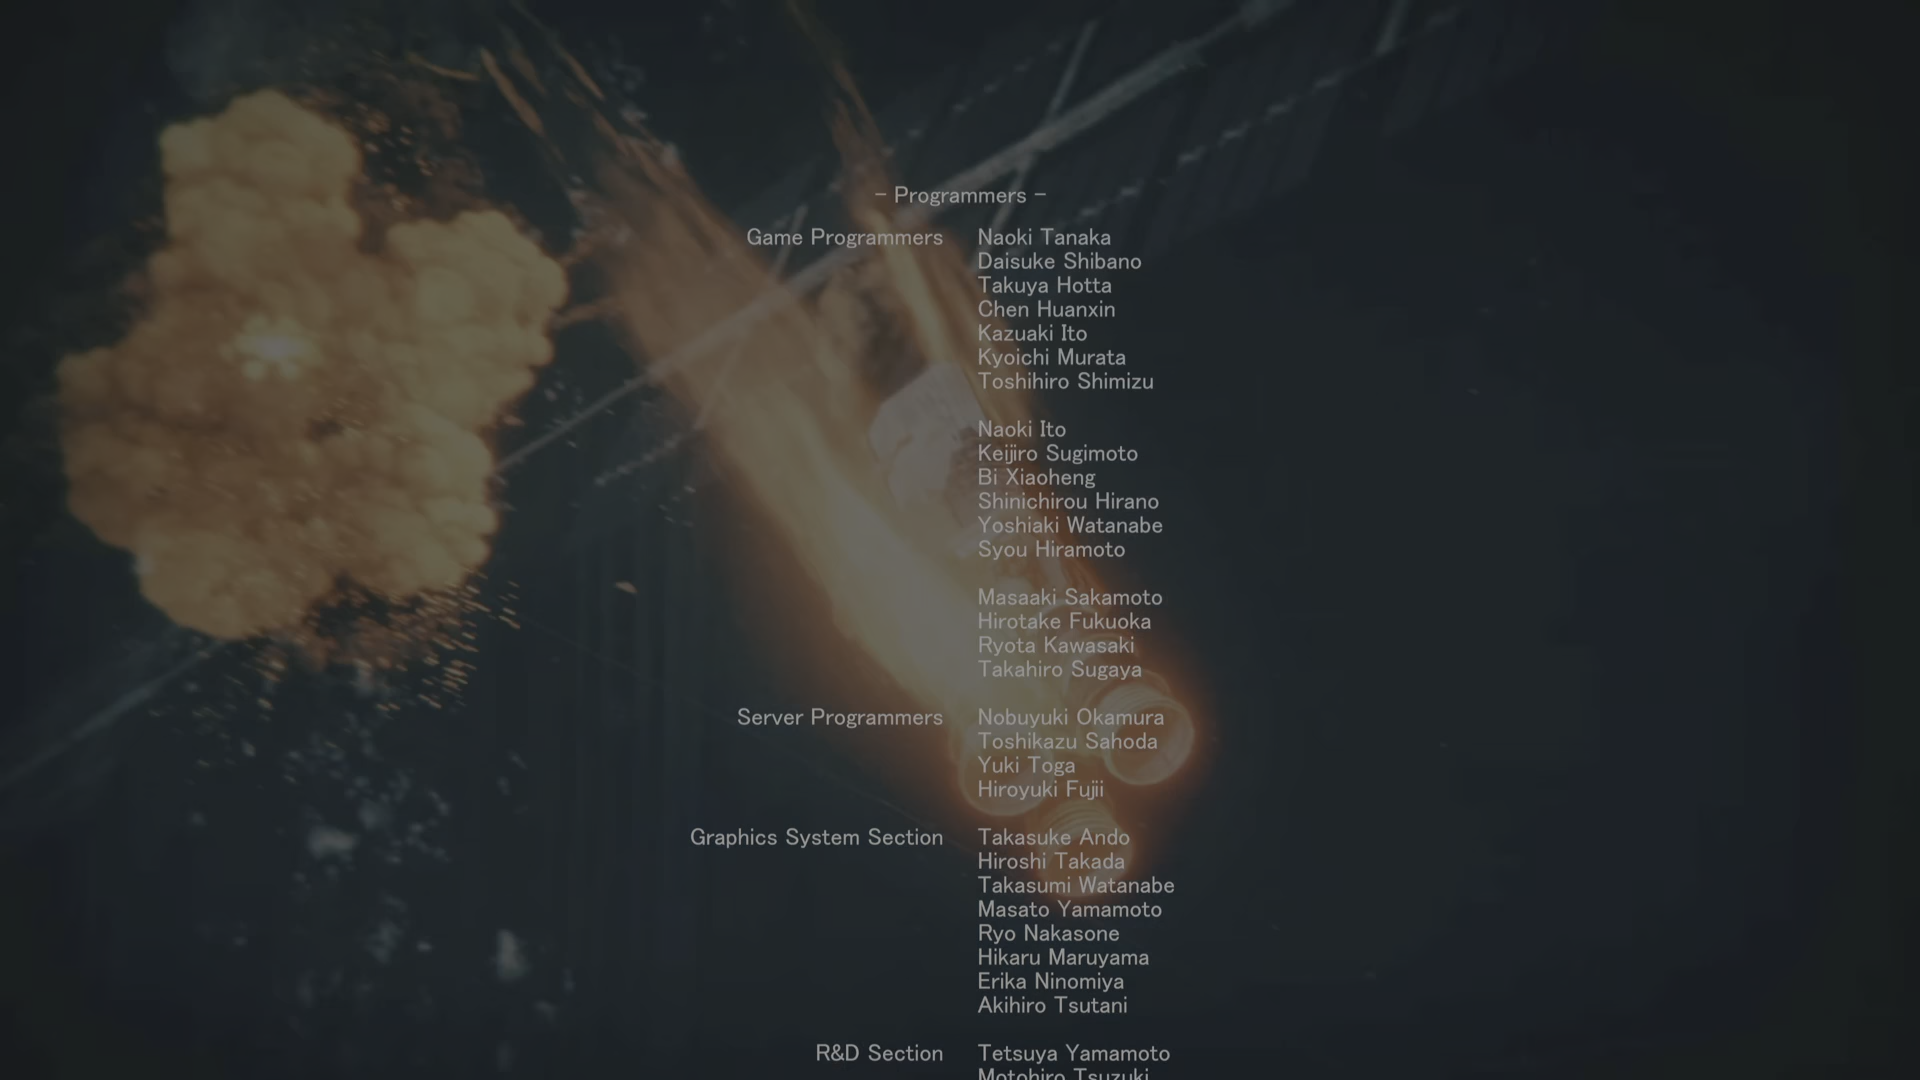 - Programmers -
Game Programmers Naoki Tanaka
Daisuke Shibano
Takuya Hotta
Chen Huanxin
Kazuaki Ito
Kyoichi Murata
Toshihiro Shimizu
Naoki Ito
Keijiro Sugimoto
Bi Xiaoheng
Shinichirou Hirano
Yoshiaki Watanabe
Syou Hiramoto
Masaaki Sakamoto
Hirotake Fukuoka
Ryota Kawasaki
Takahiro Sugaya
Server Programmers Nobuyuki Okamura
Toshikazu Sahoda
Yuki Toga
Hiroyuki Fujii
Graphics System Section Takasuke Ando
Hiroshi Takada
Takasumi Watanabe
Masato Yamamoto
Ryo Nakasone
Hikaru Maruyama
Erika Ninomiya
Akihiro Tsutani
R&D Section Tetsuya Yamamoto
Motohiro Tsuzuki